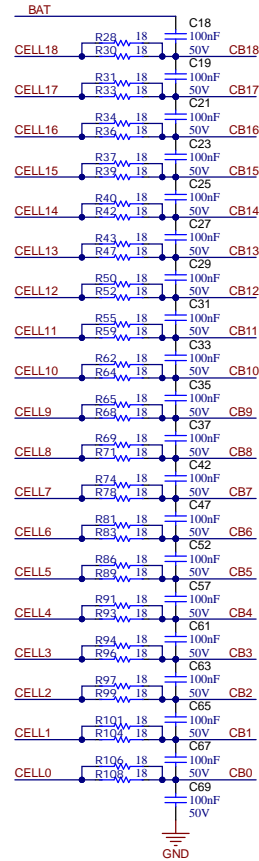 BAT
C18
R28 18 100nF
CELL18 R30 18 50V CB18
C19
R31 18 100nF
CELL17 R33 18 50V CB17
C21
R34 18 100nF
CELL16 R36 18 50V CB16
C23
R37 18 100nF
CELL15 R39 18 50V CB15
C25
R40 18 100nF
CELL14 R42 18 50V CB14
C27
R43 18 100nF
CELL13 R47 18 50V CB13
C29
R50 18 100nF
CELL12 R52 18 50V CB12
C31
R55 18 100nF
CELL11 R59 18 50V CB11
C33
R62 18 100nF
CELL10 R64 18 50V CB10
C35
R65 18 100nF
CELL9 R68 18 50V CB9
C37
R69 18 100nF
CELL8 R71 18 50V CB8
C42
R74 18 100nF
CELL7 R78 18 50V CB7
C47
R81 18 100nF
CELL6 R83 18 50V CB6
C52
R86 18 100nF
CELL5 R89 18 50V CB5
C57
R91 18 100nF
CELL4 R93 18 50V CB4
C61
R94 18 100nF
CELL3 R96 18 50V CB3
C63
R97 18 100nF
CELL2 R99 18 50V CB2
C65
R101 18 100nF
CELL1 R104 18 50V CB1
C67
R106 18 100nF
CELL0 R108 18 50V CB0
C69
100nF
50V
GND